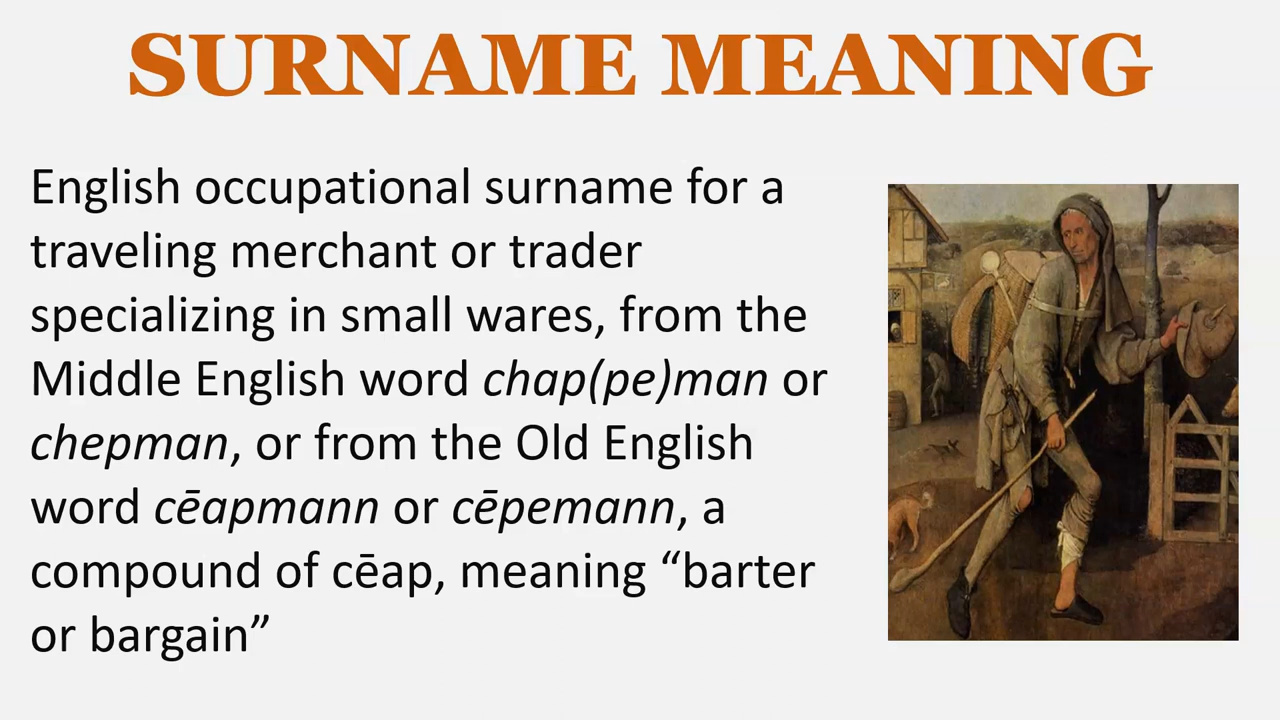 SURNAME MEANING
English occupational surname for a
traveling merchant or trader
specializing in small wares, from the
Middle English word chap(pe)man or
chepman, or from the Old English
word cēapmann or cēpemann, a
compound of cēap, meaning “barter
or bargain”